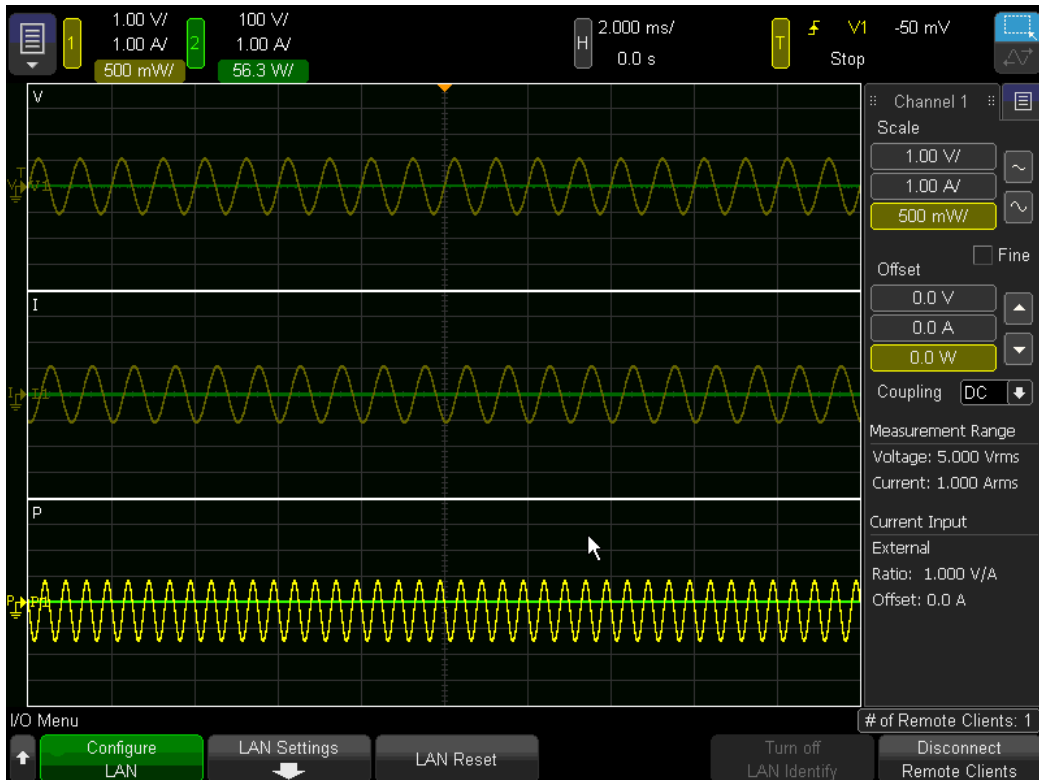 1 1.00 V/ 2 100 V/ H 2.000 ms/ T V1 -50 mV
1.00 A/ 1.00 A/ 0.0 s Stop
500 mW/ 56.3 W/
V
T
V1
I
I1
P
P1
Channel 1
Scale
1.00 V/
1.00 A/
500 mW/
Fine
Offset
0.0 V
0.0 A
0.0 W
Coupling DC
Measurement Range
Voltage: 5.000 Vrms
Current: 1.000 Arms
Current Input
External
Ratio: 1.000 V/A
Offset: 0.0 A
I/O Menu
# of Remote Clients: 1
Configure
LAN
LAN Settings
LAN Reset
Turn off
LAN Identify
Disconnect
Remote Clients